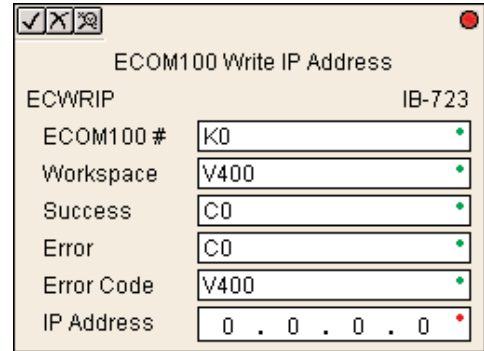 ECOM100 Write IP Address
ECWRIP IB-723
ECOM100 # K0
Workspace V400
Success C0
Error C0
Error Code V400
IP Address 0 . 0 . 0 . 0